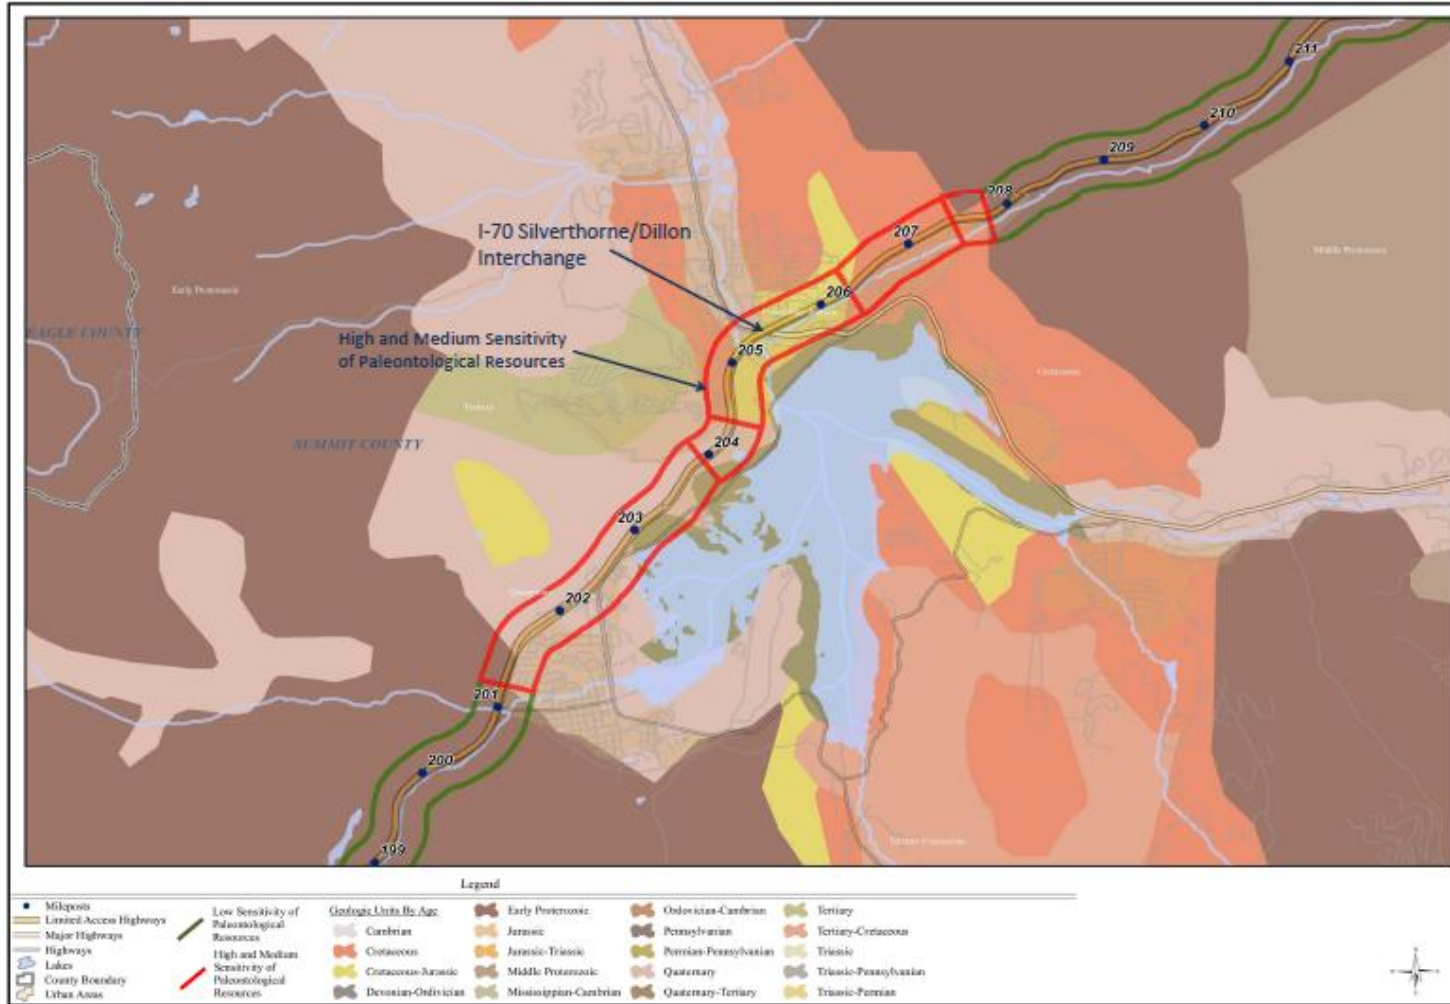 211
210
209
208
207
I-70 Silverthorne/Dillon
Interchange
Middle Proterozoic
Early Proterozoic
206
EAGLE COUNTY
High and Medium Sensitivity
of Paleontological Resources
205
Cretaceous
Tertiary
SUMMIT COUNTY
204
203
202
201
200
199
Tertiary-Cretaceous
Legend
Mileposts
Limited Access Highways
Major Highways
Highways
Lakes
County Boundary
Urban Areas
Low Sensitivity of
Paleontological
Resources
High and Medium
Sensitivity of
Paleontological
Resources
Geologic Units By Age
Cambrian
Cretaceous
Cretaceous-Jurassic
Devonian-Ordivician
Early Proterozoic
Jurassic
Jurassic-Triassic
Middle Proterozoic
Mississippian-Cambrian
Ordovician-Cambrian
Pennsylvanian
Permian-Pennsylvanian
Quaternary
Quaternary-Tertiary
Tertiary
Tertiary-Cretaceous
Triassic
Triassic-Pennsylvanian
Triassic-Permian